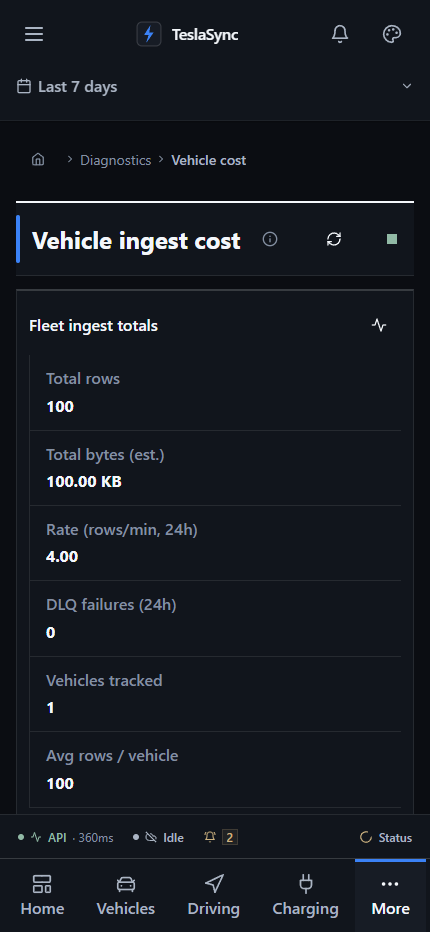 TeslaSync
Last 7 days
Diagnostics > Vehicle cost
Vehicle ingest cost
Fleet ingest totals
Total rows
100
Total bytes (est.)
100.00 KB
Rate (rows/min, 24h)
4.00
DLQ failures (24h)
0
Vehicles tracked
1
Avg rows / vehicle
100
API · 360ms Idle 2 Status
Home Vehicles Driving Charging More